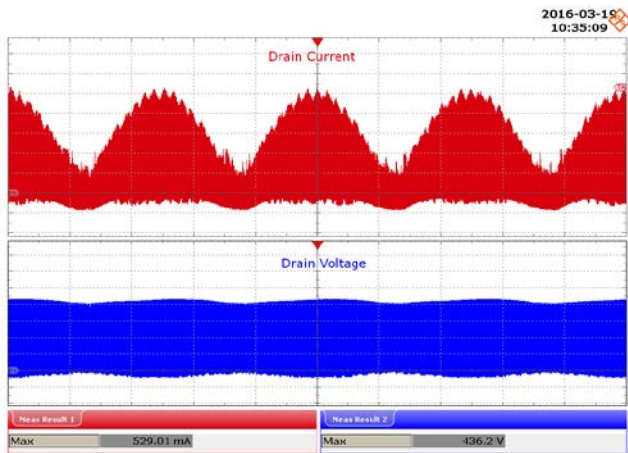 2016-03-19
10:35:09
Drain Current
Drain Voltage
Meas Result 1
Meas Result 2
Max 529.01 mA
Max 436.2 V